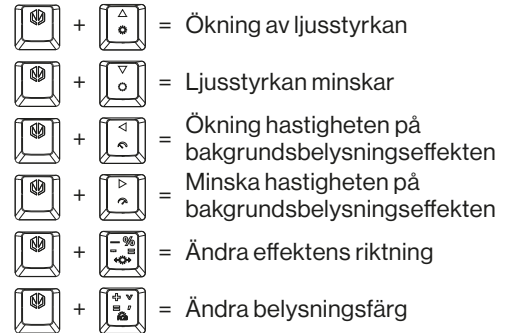 + = Ökning av ljusstyrkan
+ = Ljusstyrkan minskar
+ = Ökning hastigheten på
bakgrundsbelysningseffekten
+ = Minska hastigheten på
bakgrundsbelysningseffekten
+ — % - = = Ändra effektens riktning
+ = Ändra belysningsfärg